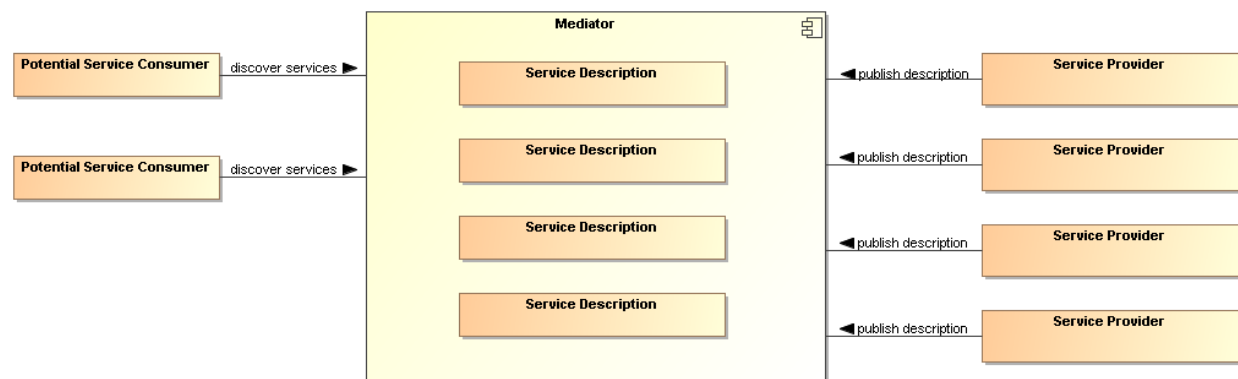 Mediator
Potential Service Consumer
discover services
Service Description
publish description
Service Provider
Potential Service Consumer
discover services
Service Description
publish description
Service Provider
Service Description
publish description
Service Provider
Service Description
publish description
Service Provider